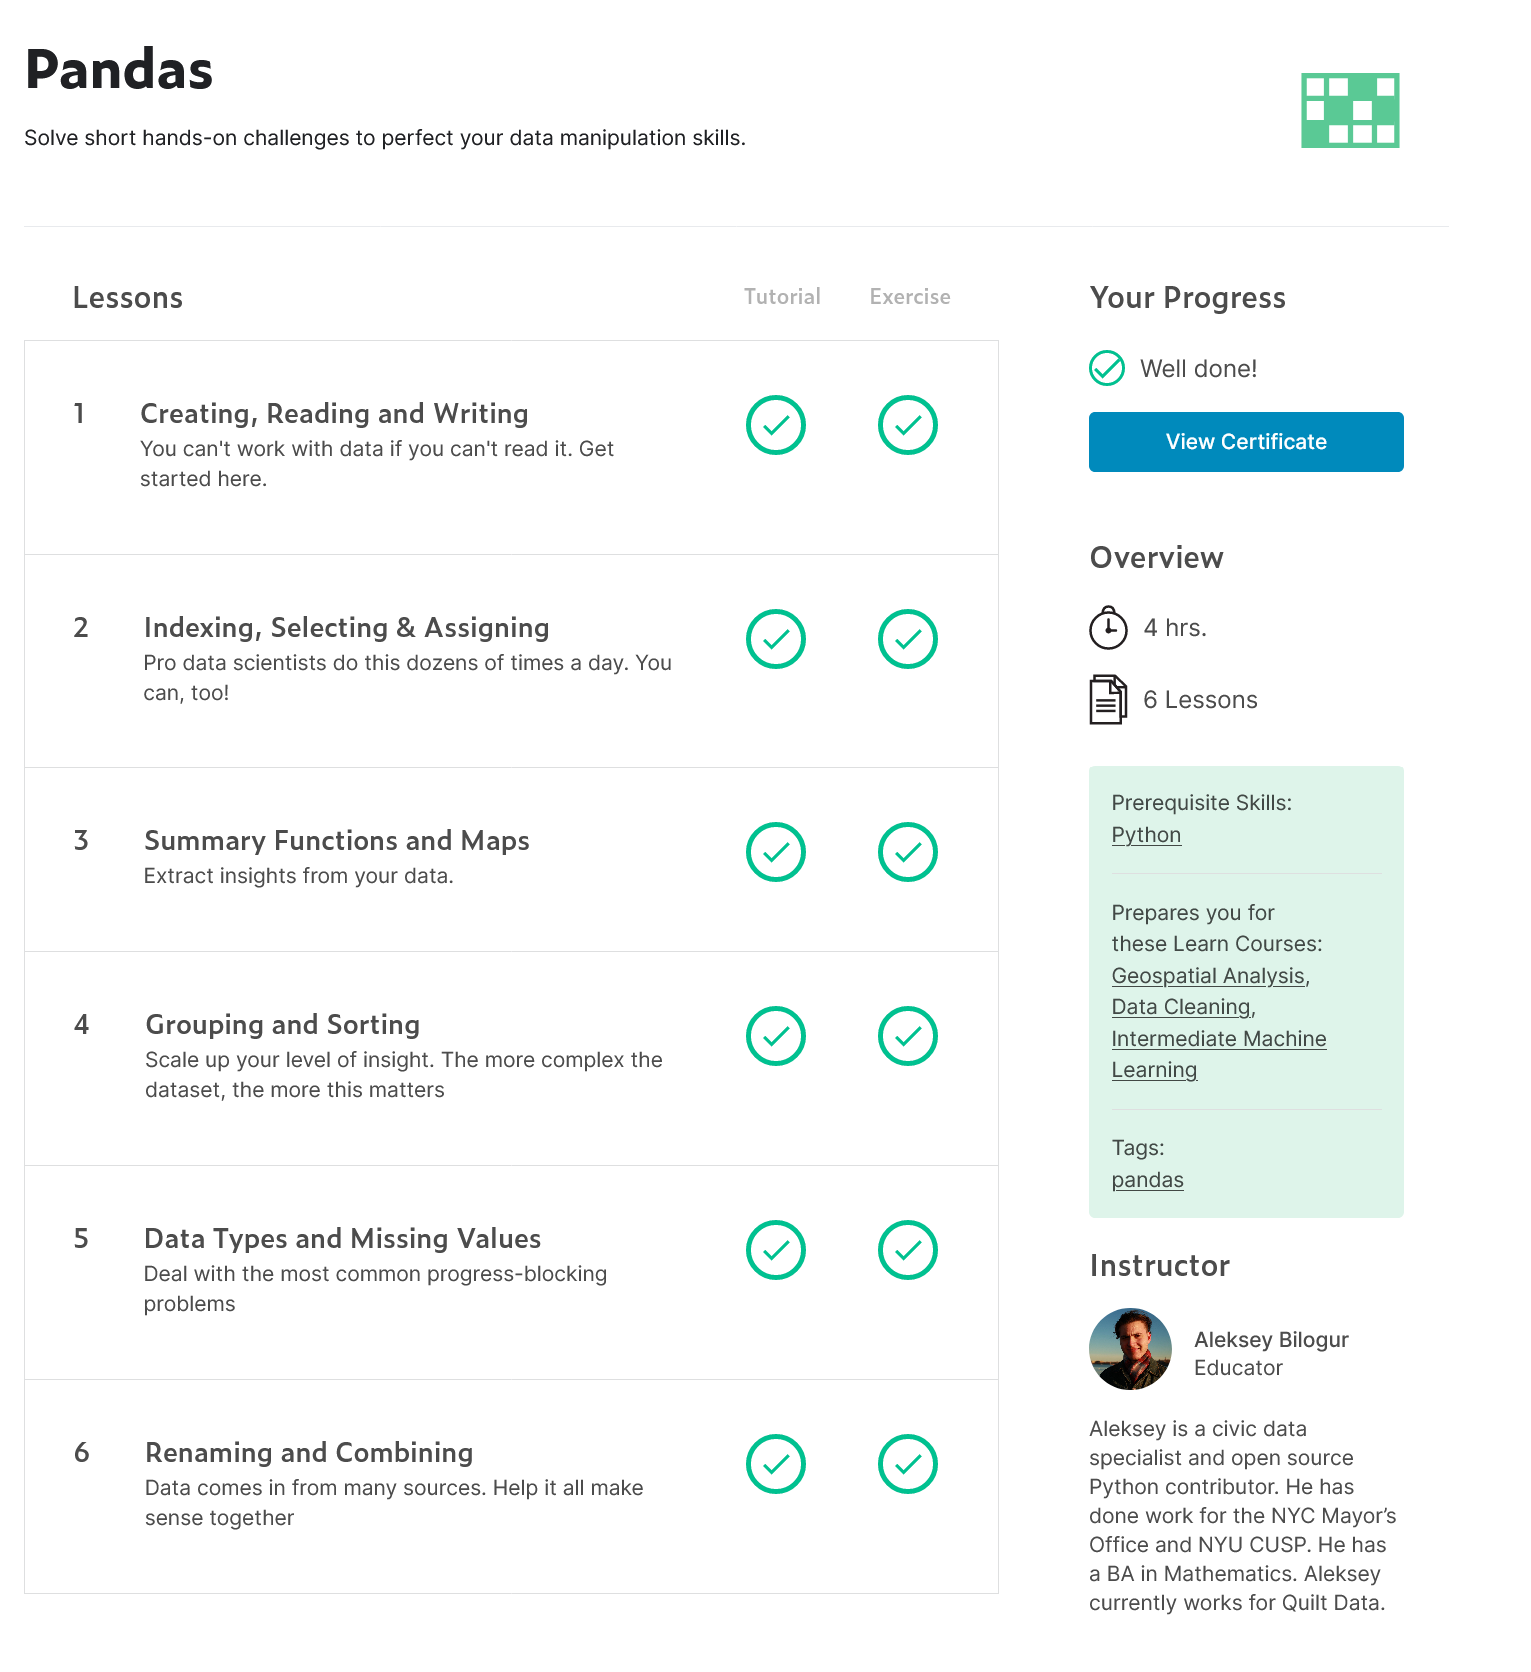 Pandas
Solve short hands-on challenges to perfect your data manipulation skills.
Lessons
Tutorial
Exercise
1
Creating, Reading and Writing
You can't work with data if you can't read it. Get
started here.
2
Indexing, Selecting & Assigning
Pro data scientists do this dozens of times a day. You
can, too!
3
Summary Functions and Maps
Extract insights from your data.
4
Grouping and Sorting
Scale up your level of insight. The more complex the
dataset, the more this matters
5
Data Types and Missing Values
Deal with the most common progress-blocking
problems
6
Renaming and Combining
Data comes in from many sources. Help it all make
sense together
Your Progress
Well done!
View Certificate
Overview
4 hrs.
6 Lessons
Prerequisite Skills:
Python
Prepares you for
these Learn Courses:
Geospatial Analysis,
Data Cleaning,
Intermediate Machine
Learning
Tags:
pandas
Instructor
Aleksey Bilogur
Educator
Aleksey is a civic data
specialist and open source
Python contributor. He has
done work for the NYC Mayor’s
Office and NYU CUSP. He has
a BA in Mathematics. Aleksey
currently works for Quilt Data.